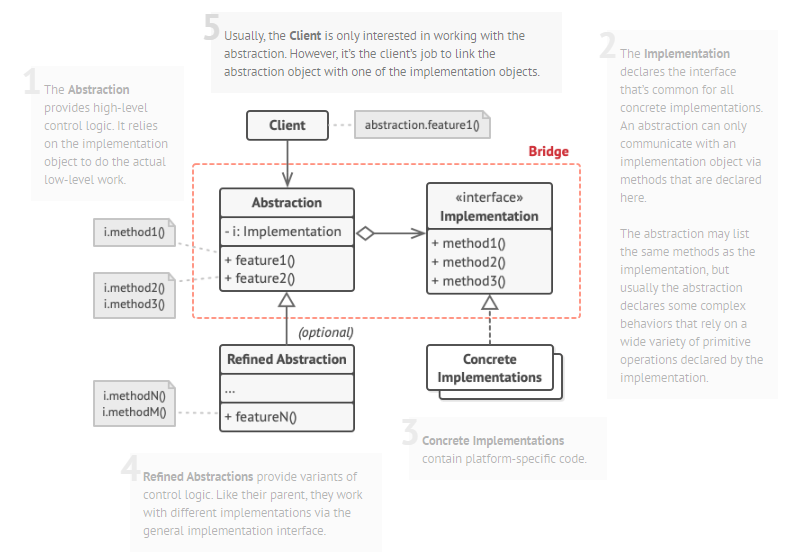 5
Usually, the Client is only interested in working with the
abstraction. However, it's the client's job to link the
abstraction object with one of the implementation objects.
1
The Abstraction
provides high-level
control logic. It relies
on the implementation
object to do the actual
low-level work.
2
The Implementation
declares the interface
that's common for all
concrete implementations.
An abstraction can only
communicate with an
implementation object via
methods that are declared
here.
The abstraction may list
the same methods as the
implementation, but
usually the abstraction
declares some complex
behaviors that rely on a
wide variety of primitive
operations declared by the
implementation.
Client
abstraction.feature1()
Bridge
Abstraction
- i: Implementation
+ feature1()
+ feature2()
«interface»
Implementation
+ method1()
+ method2()
+ method3()
i.method1()
i.method2()
i.method3()
(optional)
Refined Abstraction
...
+ featureN()
Concrete
Implementations
i.methodN()
i.methodM()
3
Concrete Implementations
contain platform-specific code.
4
Refined Abstractions provide variants of
control logic. Like their parent, they work
with different implementations via the
general implementation interface.